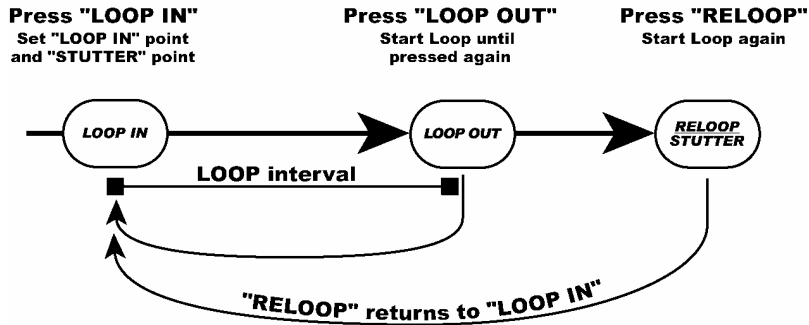 Press "LOOP IN"
Set "LOOP IN" point
and "STUTTER" point
Press "LOOP OUT"
Start Loop until
pressed again
Press "RELOOP"
Start Loop again
LOOP IN
LOOP OUT
RELOOP
STUTTER
LOOP interval
"RELOOP" returns to "LOOP IN"